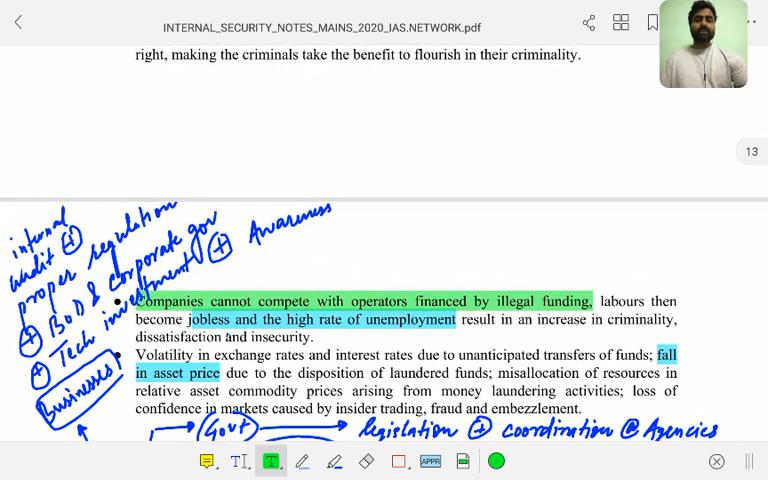 INTERNAL_SECURITY_NOTES_MAINS_2020_IAS.NETWORK.pdf
right, making the criminals take the benefit to flourish in their criminality.
13
internal
audit +
proper regulation
+ BoD & Corporate gov
+ Tech investment + Awareness
Businesses
Companies cannot compete with operators financed by illegal funding, labours then
become jobless and the high rate of unemployment result in an increase in criminality,
dissatisfaction and insecurity.
Volatility in exchange rates and interest rates due to unanticipated transfers of funds; fall
in asset price due to the disposition of laundered funds; misallocation of resources in
relative asset commodity prices arising from money laundering activities; loss of
confidence in markets caused by insider trading, fraud and embezzlement.
Govt legislation + coordination @ Agencies
T
T
APPR